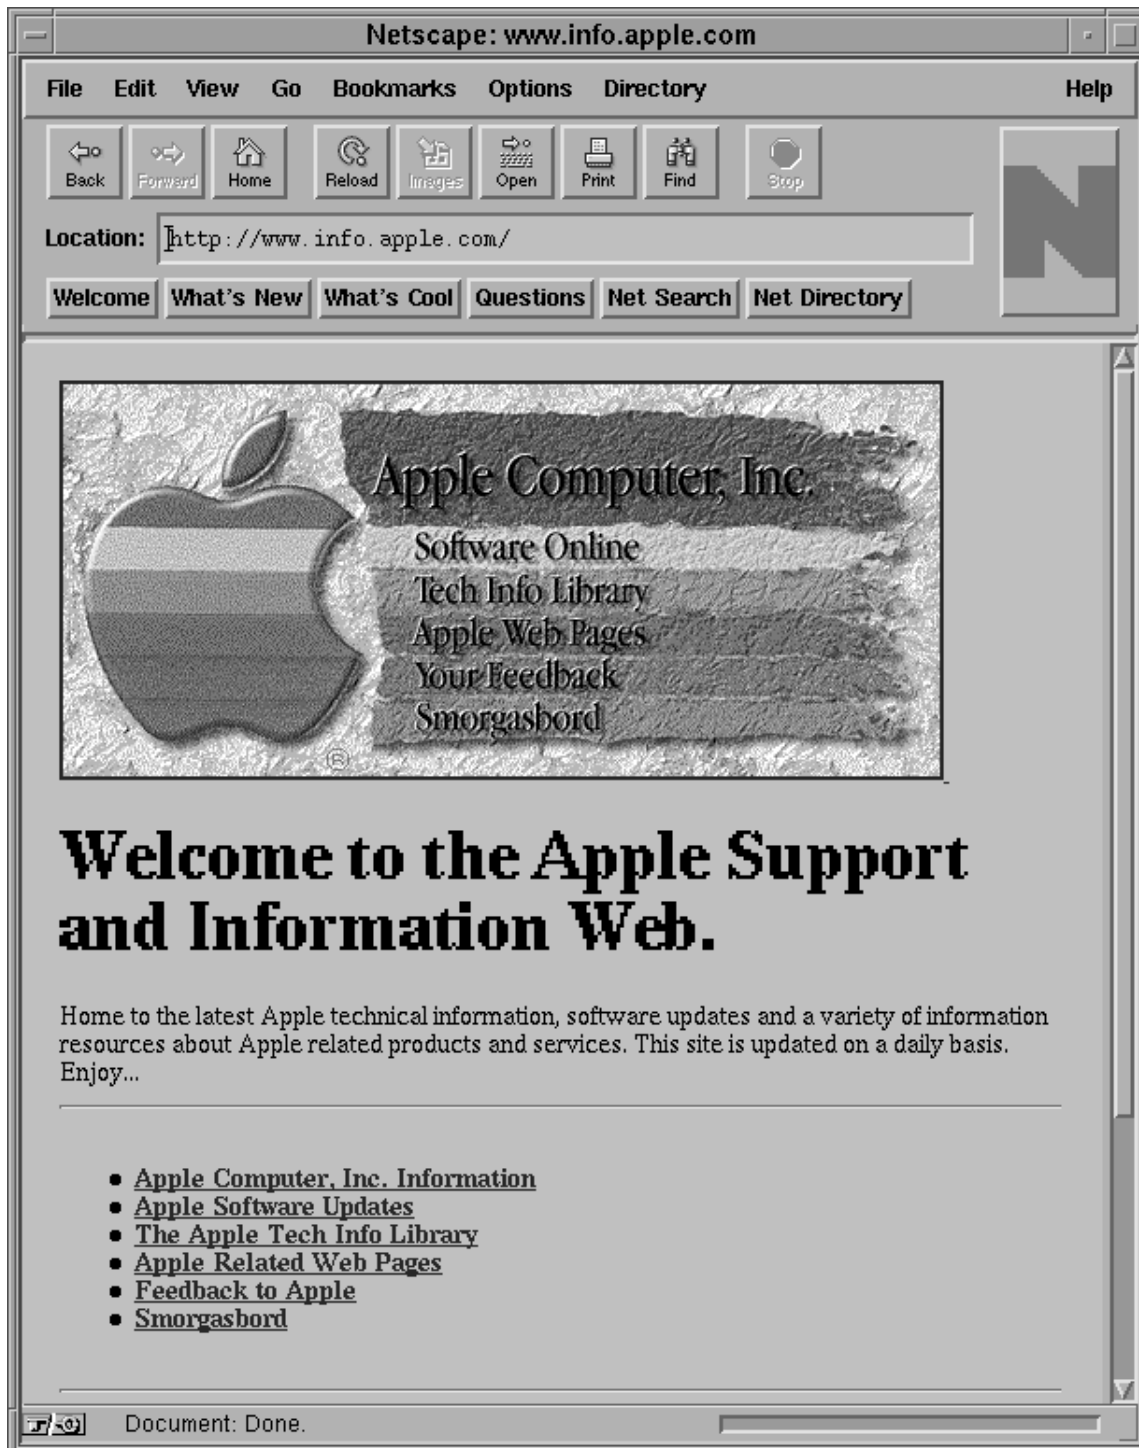 Netscape: www.info.apple.com
File Edit View Go Bookmarks Options Directory Help
Back Forward Home Reload Images Open Print Find Stop
N
Location: http://www.info.apple.com/
Welcome What's New What's Cool Questions Net Search Net Directory
Apple Computer, Inc.
Software Online
Tech Info Library
Apple Web Pages
Your Feedback
Smorgasbord
®
Welcome to the Apple Support
and Information Web.
Home to the latest Apple technical information, software updates and a variety of information
resources about Apple related products and services. This site is updated on a daily basis.
Enjoy...
Apple Computer, Inc. Information
Apple Software Updates
The Apple Tech Info Library
Apple Related Web Pages
Feedback to Apple
Smorgasbord
Document: Done.